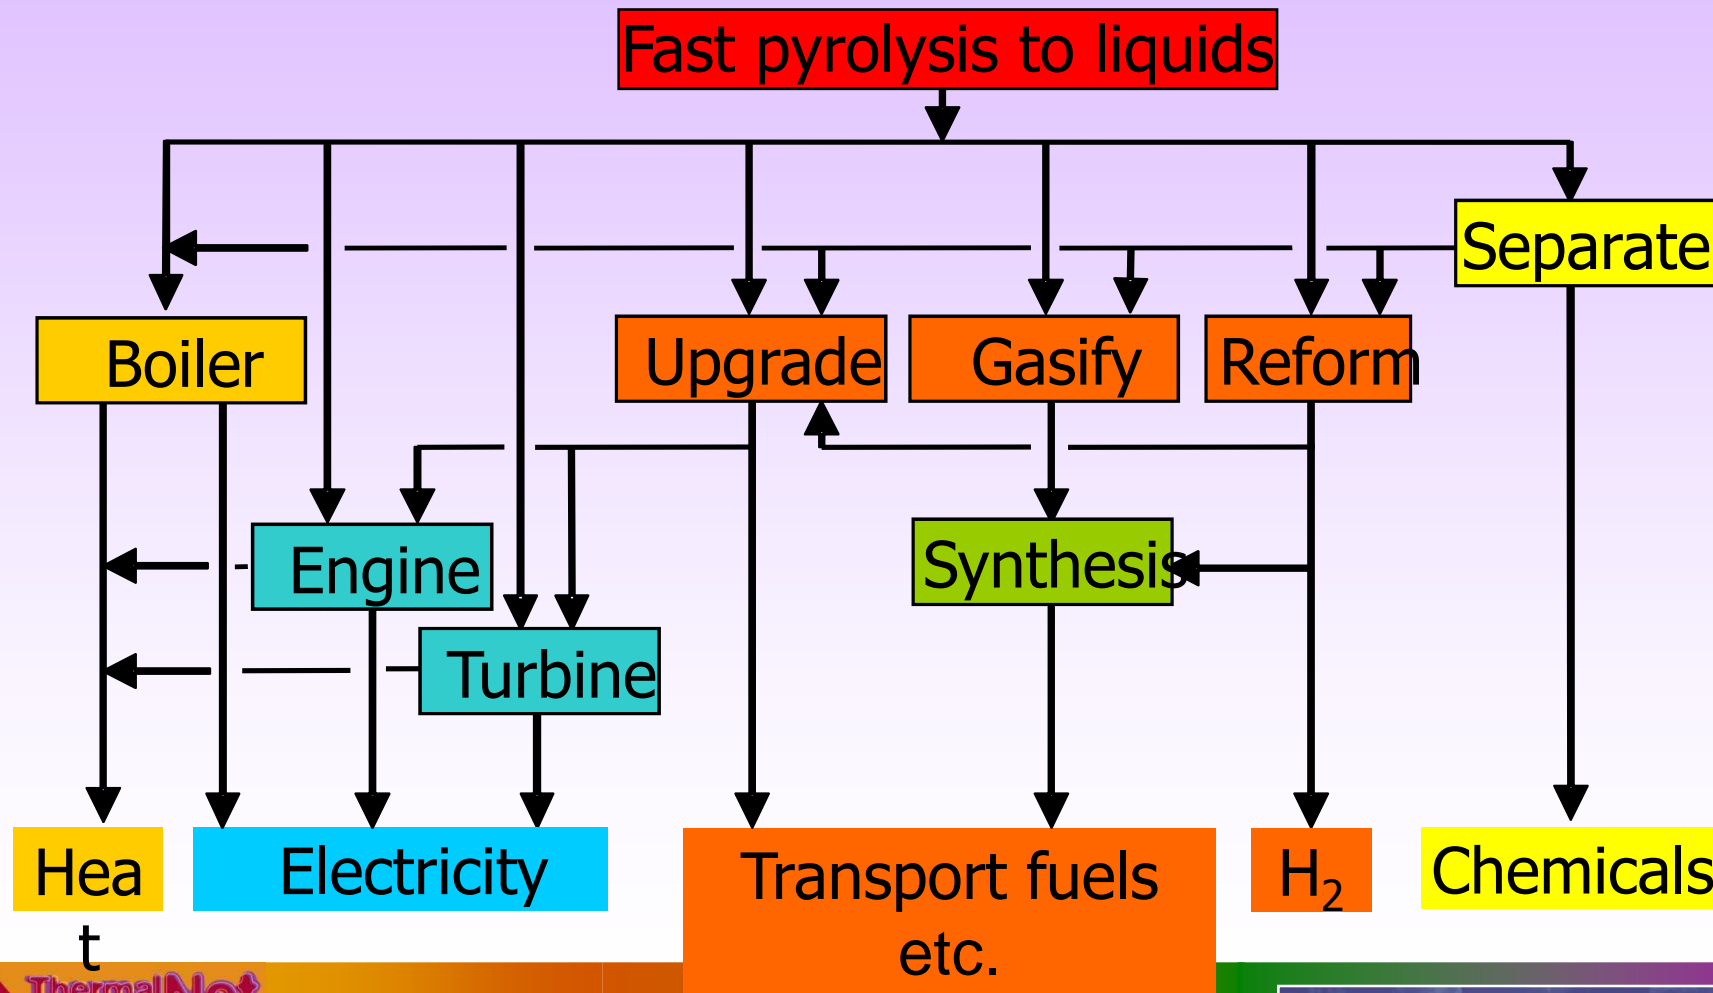 Fast pyrolysis to liquids
Separate
Boiler
Upgrade
Gasify
Reform
Engine
Synthesis
Turbine
Hea
t
Electricity
Transport fuels
etc.
H₂
Chemicals
ThermalNet